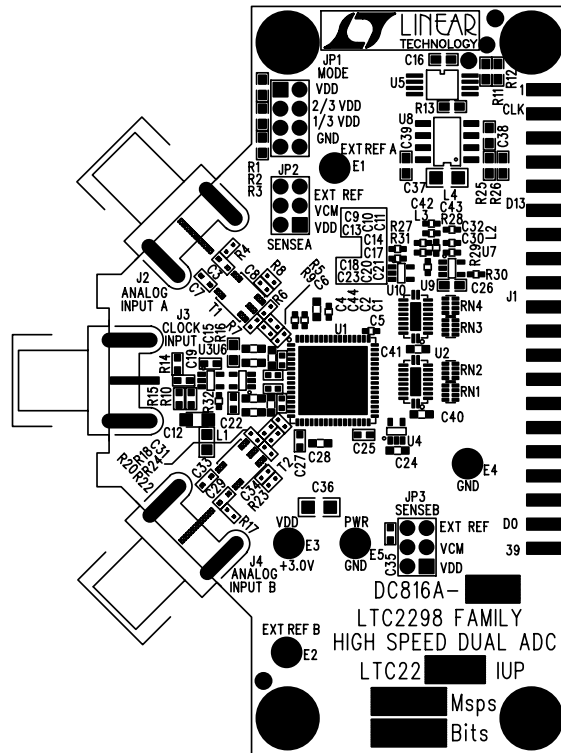 LINEAR
TECHNOLOGY
JP1
MODE
VDD
2/3 VDD
1/3 VDD
GND
C16
U5
R12
R11
1
CLK
R13
U8
C39
C38
EXT REF A
E1
R1
R2
R3
JP2
EXT REF
VCM
VDD
SENSEA
C37
L4
R25
R26
C43
C42
D13
L3
R28
R27
C32
L2
R31
C30
U7
R29
R30
C9
C13
C10
C11
C14
C17
C18
C23
C20
C21
U10
U9
R4
C3
C8
R8
R5
R9
C6
C7
T1
R6
R7
C4
C44
C2
C1
J2
ANALOG
INPUT A
J1
RN4
RN3
J3
CLOCK
INPUT
C15
R16
U1
C5
C41
U2
R14
C19
U3
U6
RN2
RN1
R15
R10
R32
C12
L1
C22
C40
U4
C27
C28
C25
C24
R18
C31
R24
R20
R22
T2
C33
C29
C34
R23
R17
E4
GND
C36
JP3
SENSEB
EXT REF
VCM
VDD
D0
39
VDD
E3
+3.0V
PWR
E5
GND
C35
J4
ANALOG
INPUT B
DC816A-
LTC2298 FAMILY
HIGH SPEED DUAL ADC
LTC22 IUP
Msps
Bits
EXT REF B
E2